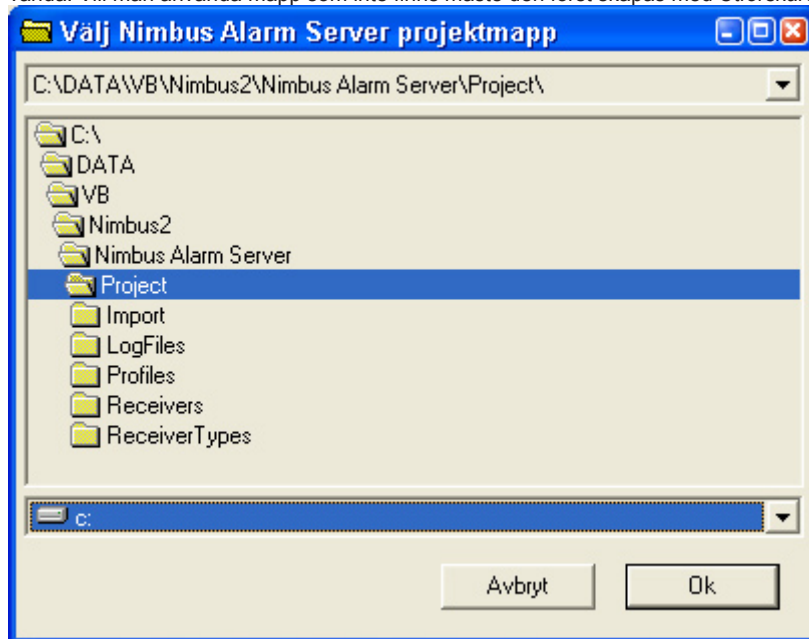 Välj Nimbus Alarm Server projektmapp
C:\DATA\VB\Nimbus2\Nimbus Alarm Server\Project\
C:\
DATA
VB
Nimbus2
Nimbus Alarm Server
Project
Import
LogFiles
Profiles
Receivers
ReceiverTypes
c:
Avbryt
Ok